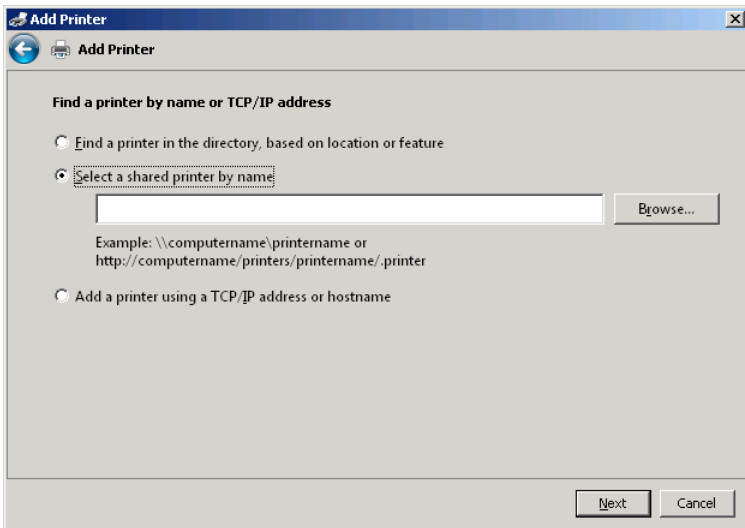 Add Printer
Add Printer
Find a printer by name or TCP/IP address
Find a printer in the directory, based on location or feature
Select a shared printer by name
Browse...
Example: \\computername\printername or
http://computername/printers/printername/.printer
Add a printer using a TCP/IP address or hostname
Next Cancel